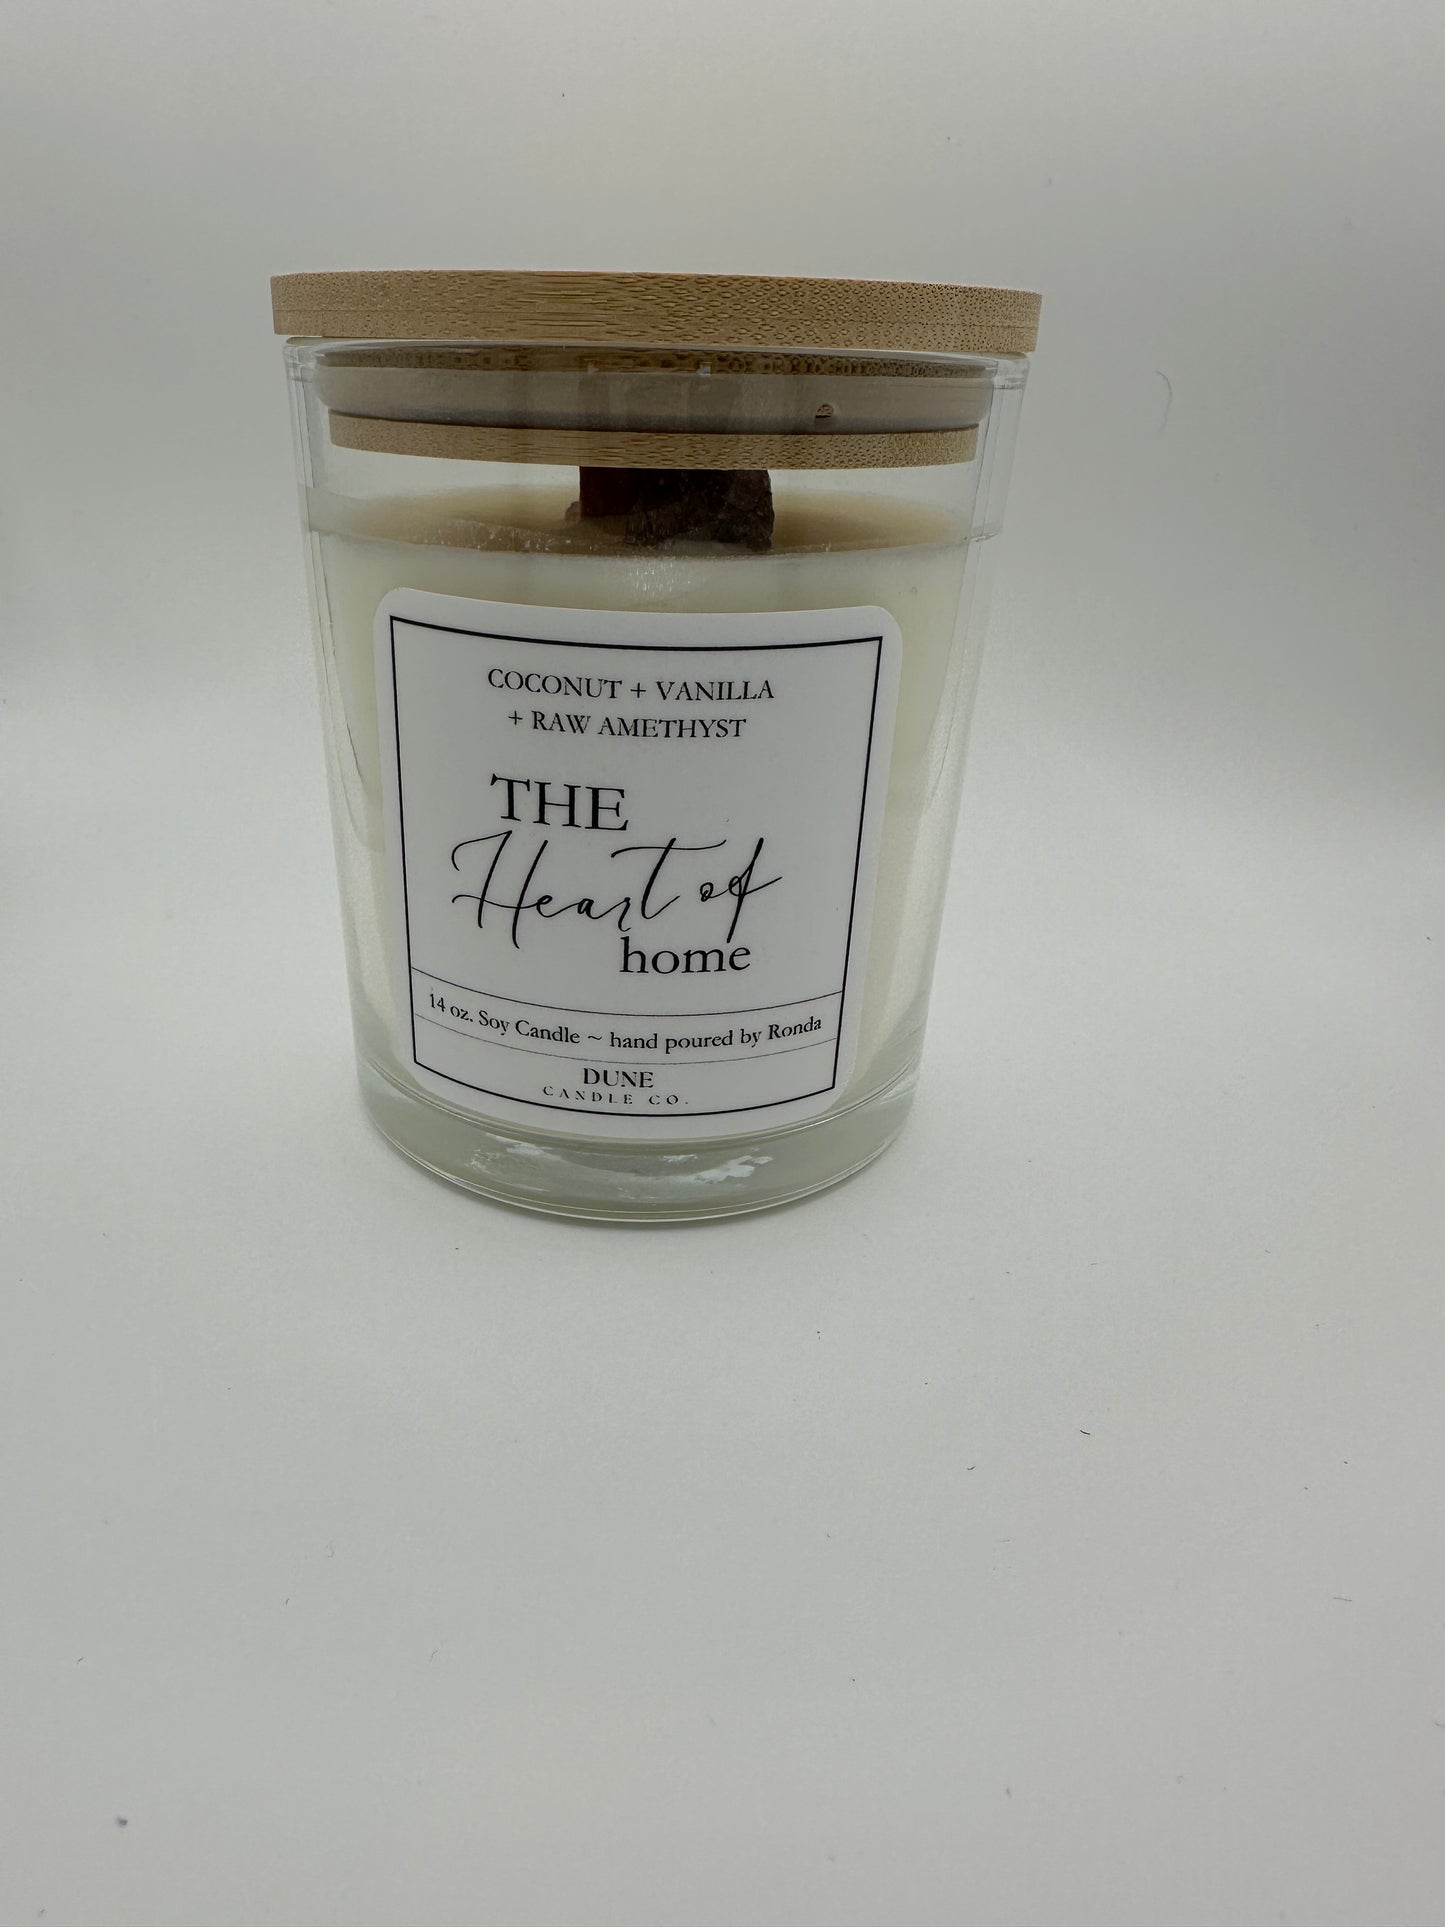 COCONUT + VANILLA
+ RAW AMETHYST
THE
Heart of
home
14 oz. Soy Candle ~ hand poured by Ronda
DUNE
CANDLE CO.